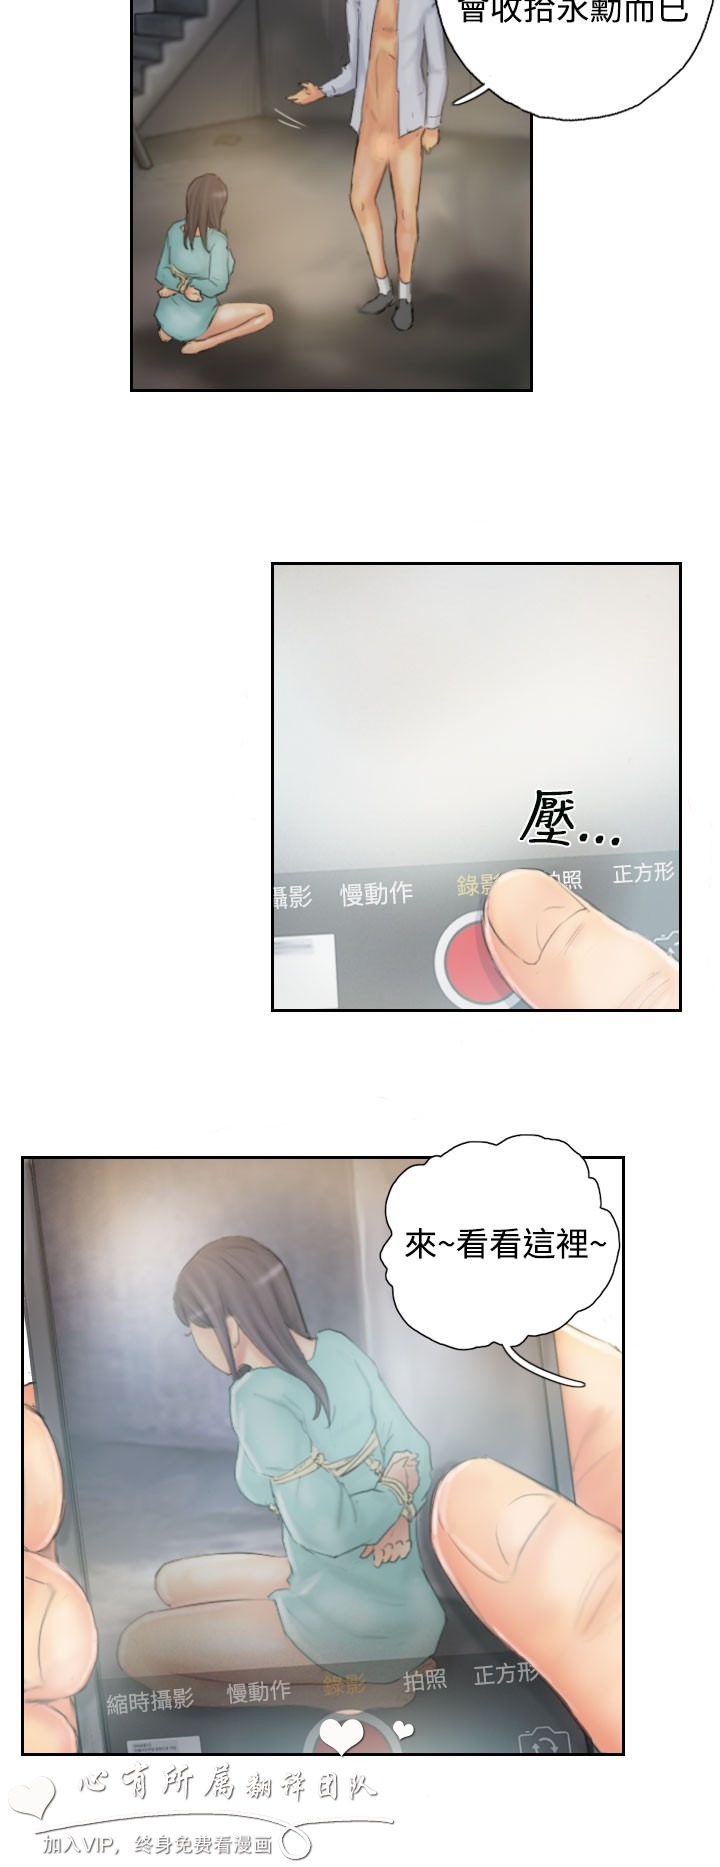 會收拾永勳而已
壓...
攝影 慢動作 錄影 拍照 正方形
來~看看這裡~
縮時攝影 慢動作 錄影 拍照 正方形
心有所属翻译团队
加入VIP，终身免费看漫画